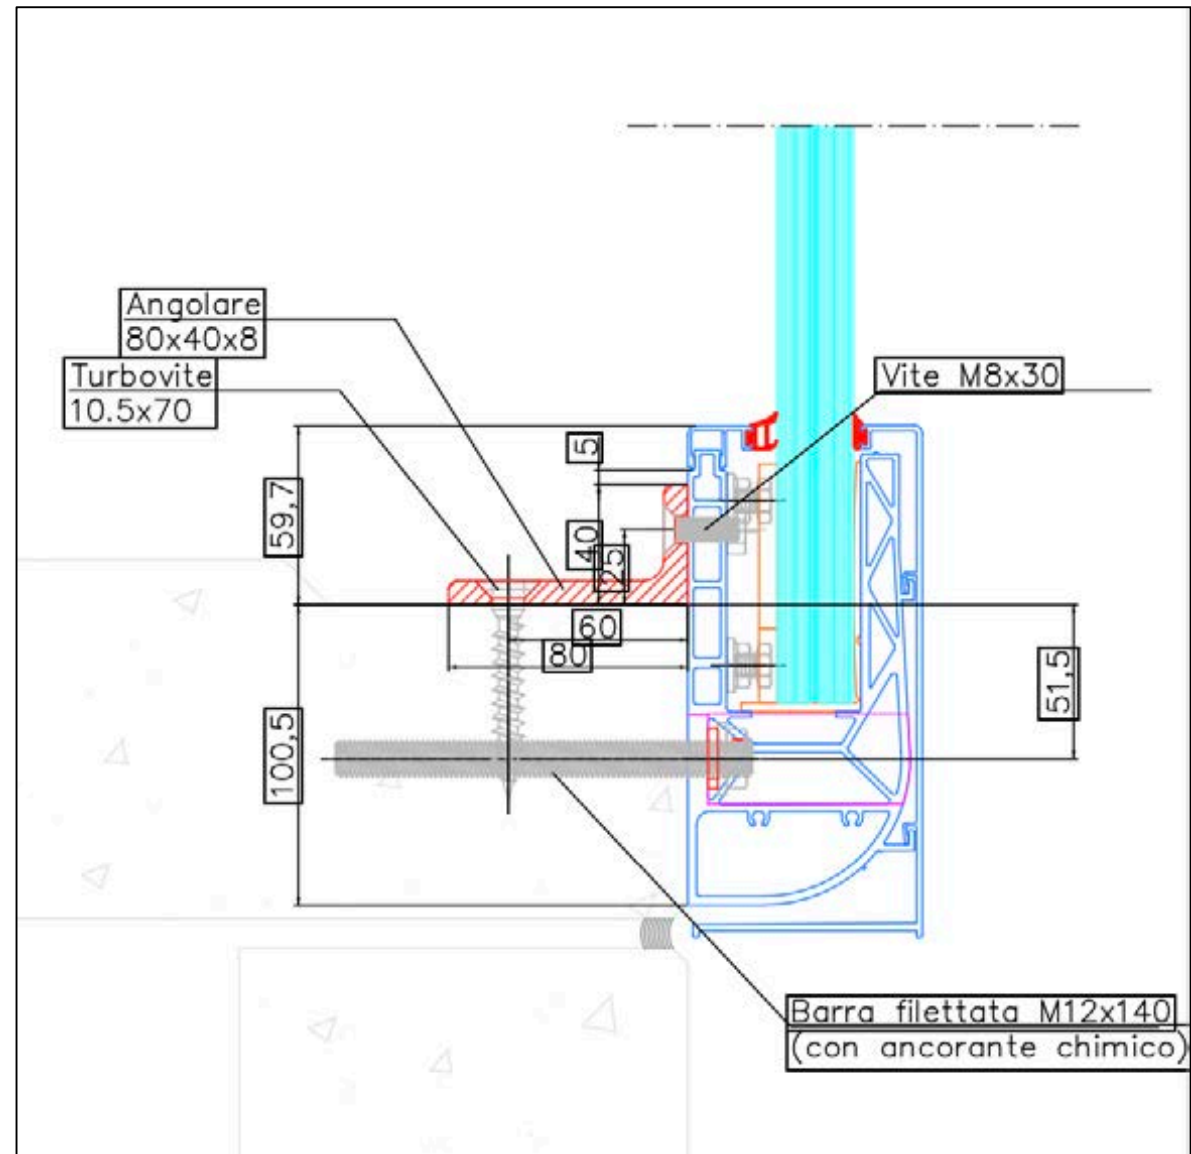 Angolare
80x40x8
Turbovite
10.5x70
Vite M8x30
5
59,7
40
25
60
80
51,5
100,5
Barra filettata M12x140
(con ancorante chimico)